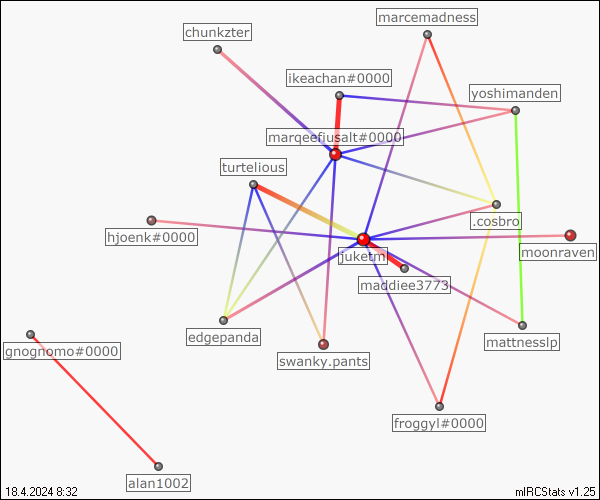 marcemadness
chunkzter
ikeachan#0000
yoshimanden
marqeefiusalt#0000
turtelious
.cosbro
hjoenk#0000
juketm
moonraven
maddiee3773
edgepanda
mattnesslp
gnognomo#0000
swanky.pants
froggyl#0000
alan1002
18.4.2024 8:32
mIRCStats v1.25